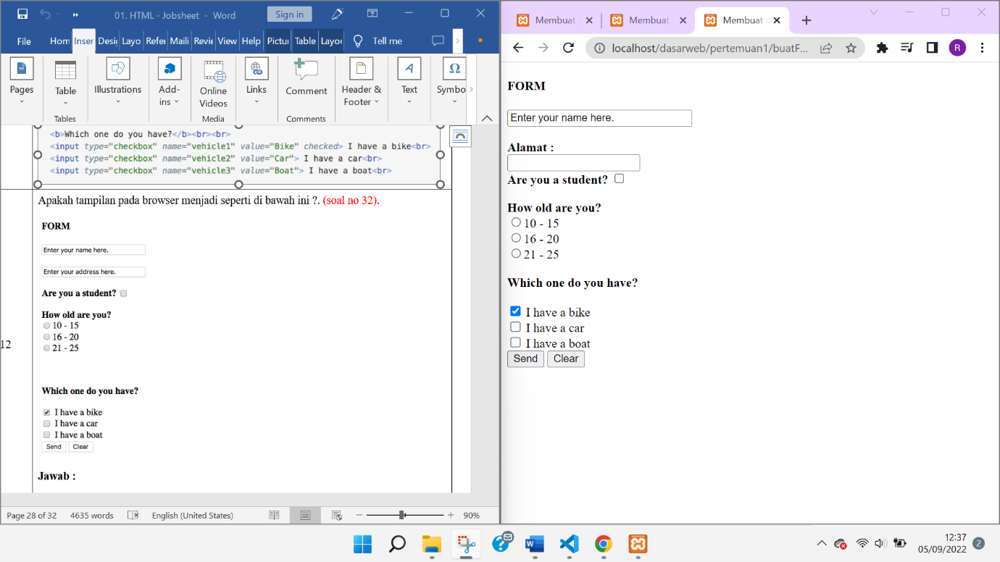 01. HTML - Jobsheet - Word
Sign in
File Hom Inser Desig Layo Refer Maili Revie View Help Pictu Table Layou Tell me
Pages
Table
Illustrations
Add-
ins
Online
Videos
Links
Comment
Header &
Footer
Text
Symbo
Tables
Media
Comments
<b>Which one do you have?</b><br><br>
<input type="checkbox" name="vehicle1" value="Bike" checked> I have a bike<br>
<input type="checkbox" name="vehicle2" value="Car"> I have a car<br>
<input type="checkbox" name="vehicle3" value="Boat"> I have a boat<br>
Apakah tampilan pada browser menjadi seperti di bawah ini ?. (soal no 32).
FORM
Enter your name here.
Enter your address here.
Are you a student?
How old are you?
10 - 15
16 - 20
21 - 25
12
Which one do you have?
I have a bike
I have a car
I have a boat
Send Clear
Jawab :
Page 28 of 32 4635 words English (United States) 90%
Membuat Membuat Membuat
localhost/dasarweb/pertemuan1/buatF...
R
FORM
Enter your name here.
Alamat :
Are you a student?
How old are you?
10 - 15
16 - 20
21 - 25
Which one do you have?
I have a bike
I have a car
I have a boat
Send Clear
12:37
05/09/2022
2